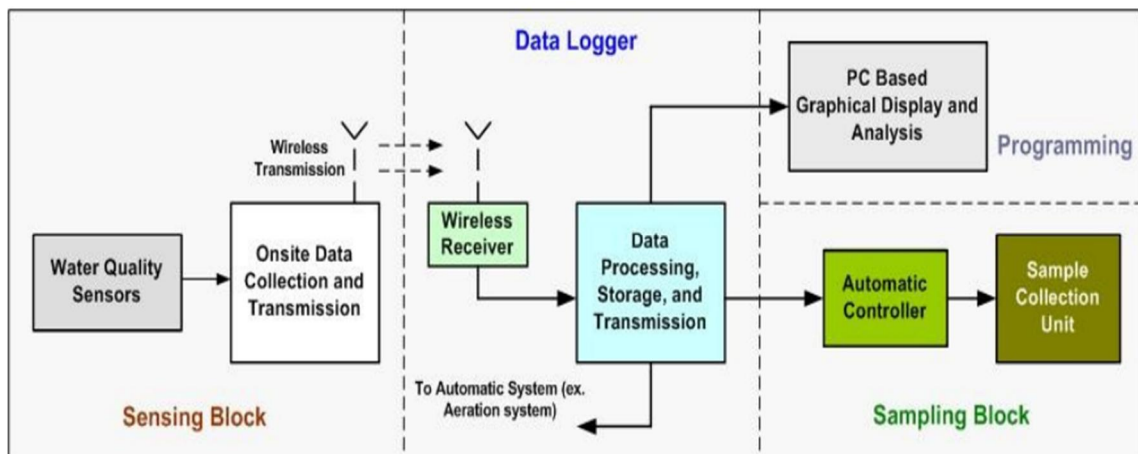 Data Logger
PC Based
Graphical Display and
Analysis
Programming
Wireless
Transmission
Wireless
Receiver
Water Quality
Sensors
Onsite Data
Collection and
Transmission
Data
Processing,
Storage, and
Transmission
Automatic
Controller
Sample
Collection
Unit
To Automatic System (ex.
Aeration system)
Sensing Block
Sampling Block